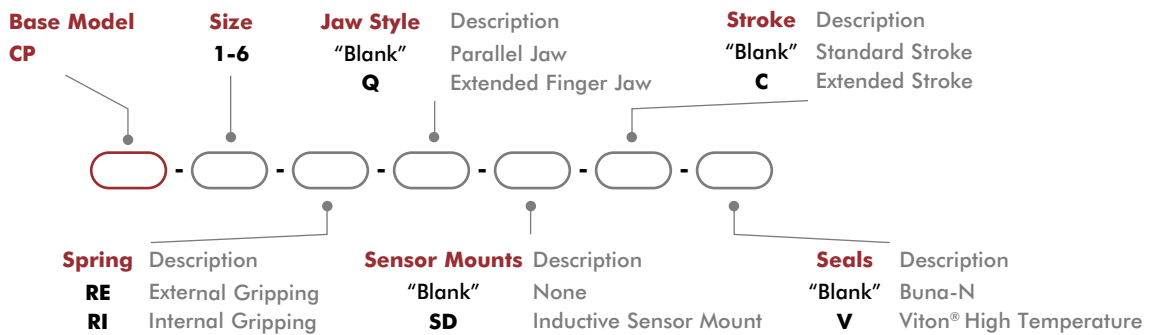 Base Model Size Jaw Style Description Stroke Description
CP 1-6 “Blank” Parallel Jaw “Blank” Standard Stroke
Q Extended Finger Jaw C Extended Stroke
- - - - - -
Spring Description Sensor Mounts Description Seals Description
RE External Gripping “Blank” None “Blank” Buna-N
RI Internal Gripping SD Inductive Sensor Mount V Viton® High Temperature